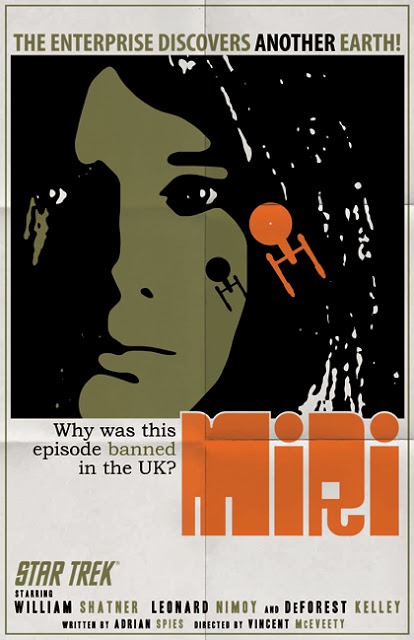 THE ENTERPRISE DISCOVERS ANOTHER EARTH!
Why was this
episode banned
in the UK?
MiRi
STAR TREK®
STARRING
WILLIAM SHATNER LEONARD NIMOY AND DEFOREST KELLEY
WRITTEN BY ADRIAN SPIES DIRECTED BY VINCENT McEVEETY